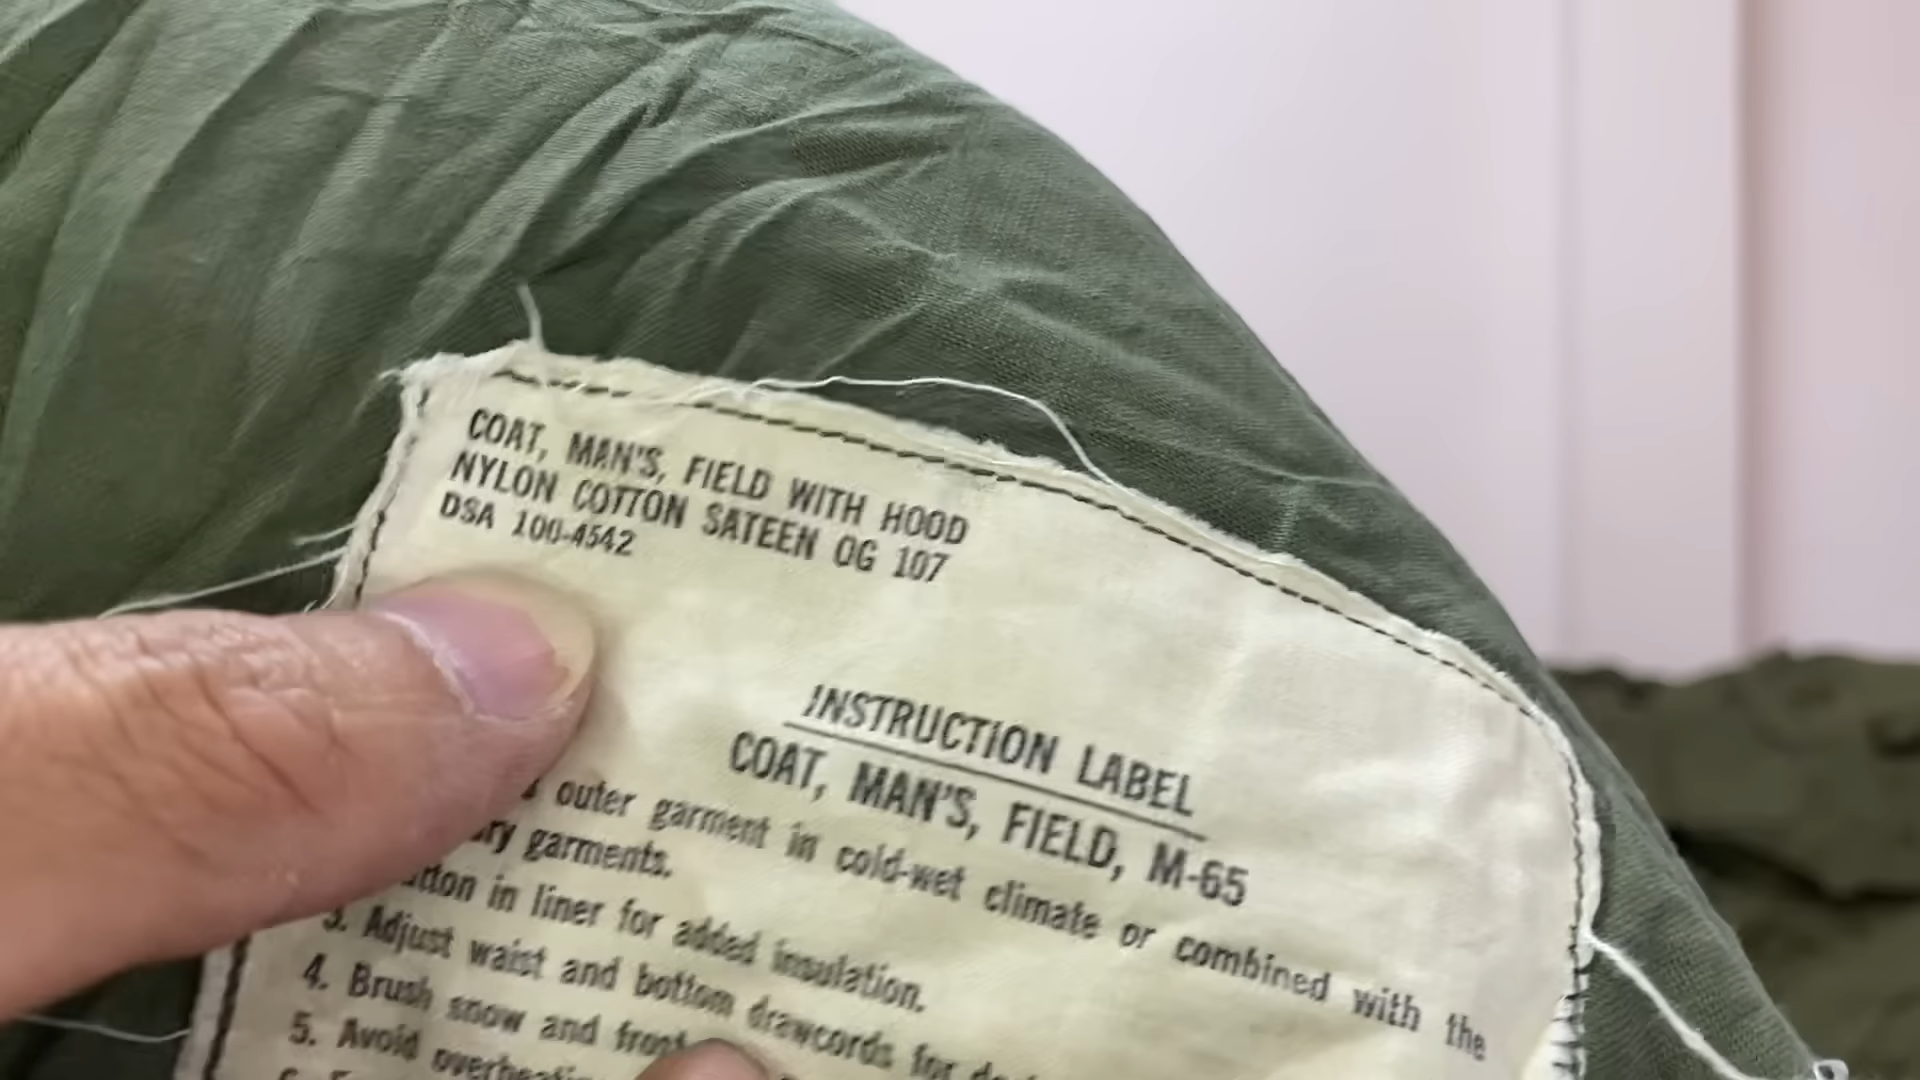 COAT, MAN'S, FIELD WITH HOOD
NYLON COTTON SATEEN OG 107
DSA 100-4542
INSTRUCTION LABEL
COAT, MAN'S, FIELD, M-65
outer garment in cold-wet climate or combined with the
garments.
in liner for added insulation.
3. Adjust waist and bottom drawcords for
4. Brush snow and frost
5. Avoid